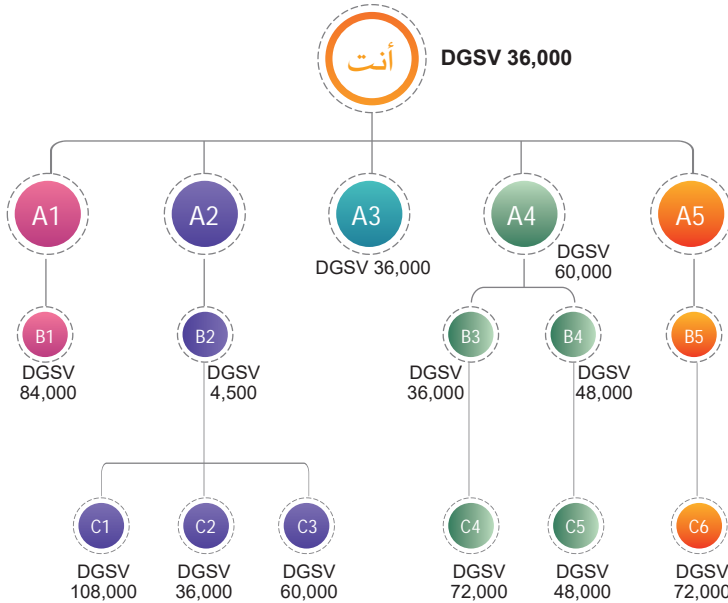 أنت
DGSV 36,000
A1
A2
A3
A4
A5
DGSV 36,000
DGSV
60,000
B1
B2
B3
B4
B5
DGSV
84,000
DGSV
4,500
DGSV
36,000
DGSV
48,000
C1
C2
C3
C4
C5
C6
DGSV
108,000
DGSV
36,000
DGSV
60,000
DGSV
72,000
DGSV
48,000
DGSV
72,000